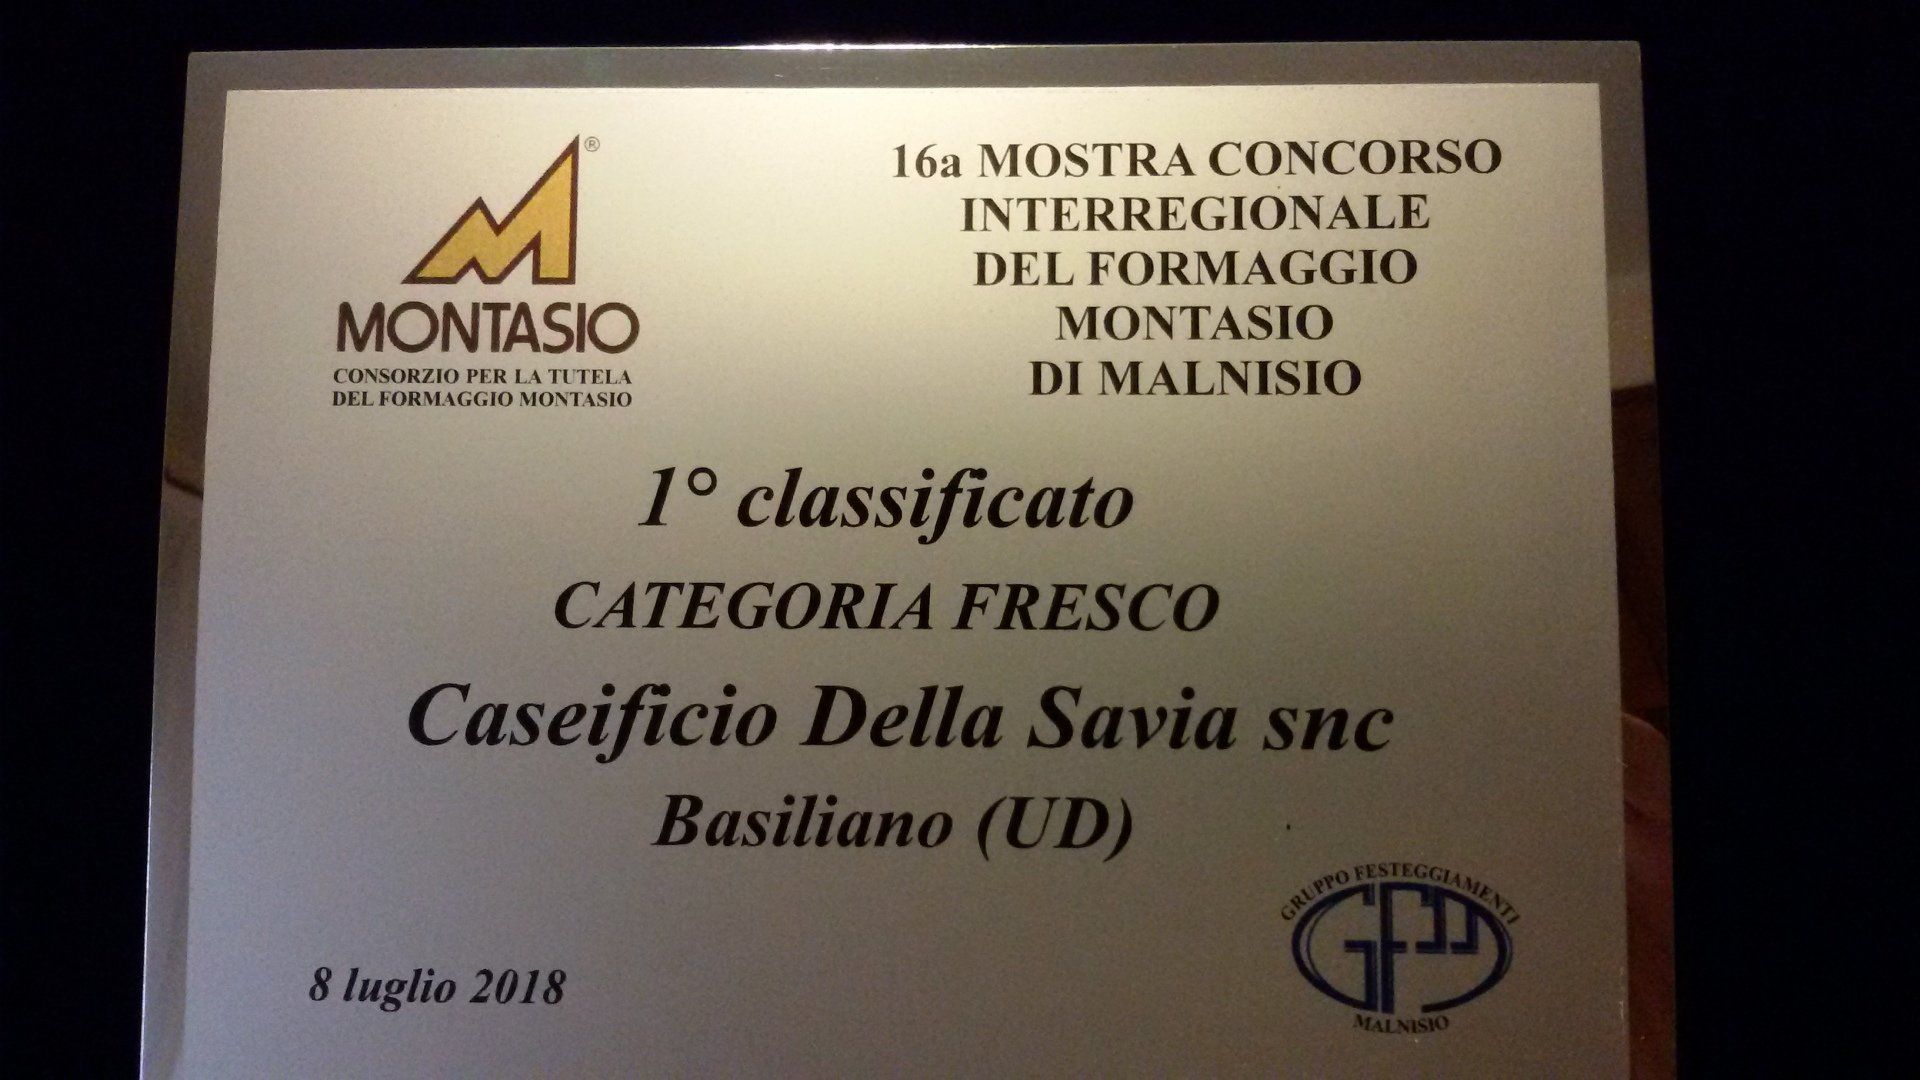 MONTASIO®
CONSORZIO PER LA TUTELA
DEL FORMAGGIO MONTASIO
16a MOSTRA CONCORSO
INTERREGIONALE
DEL FORMAGGIO
MONTASIO
DI MALNISIO
1° classificato
CATEGORIA FRESCO
Caseificio Della Savia snc
Basiliano (UD)
8 luglio 2018
GRUPPO FESTEGGIAMENTI
GFM
MALNISIO